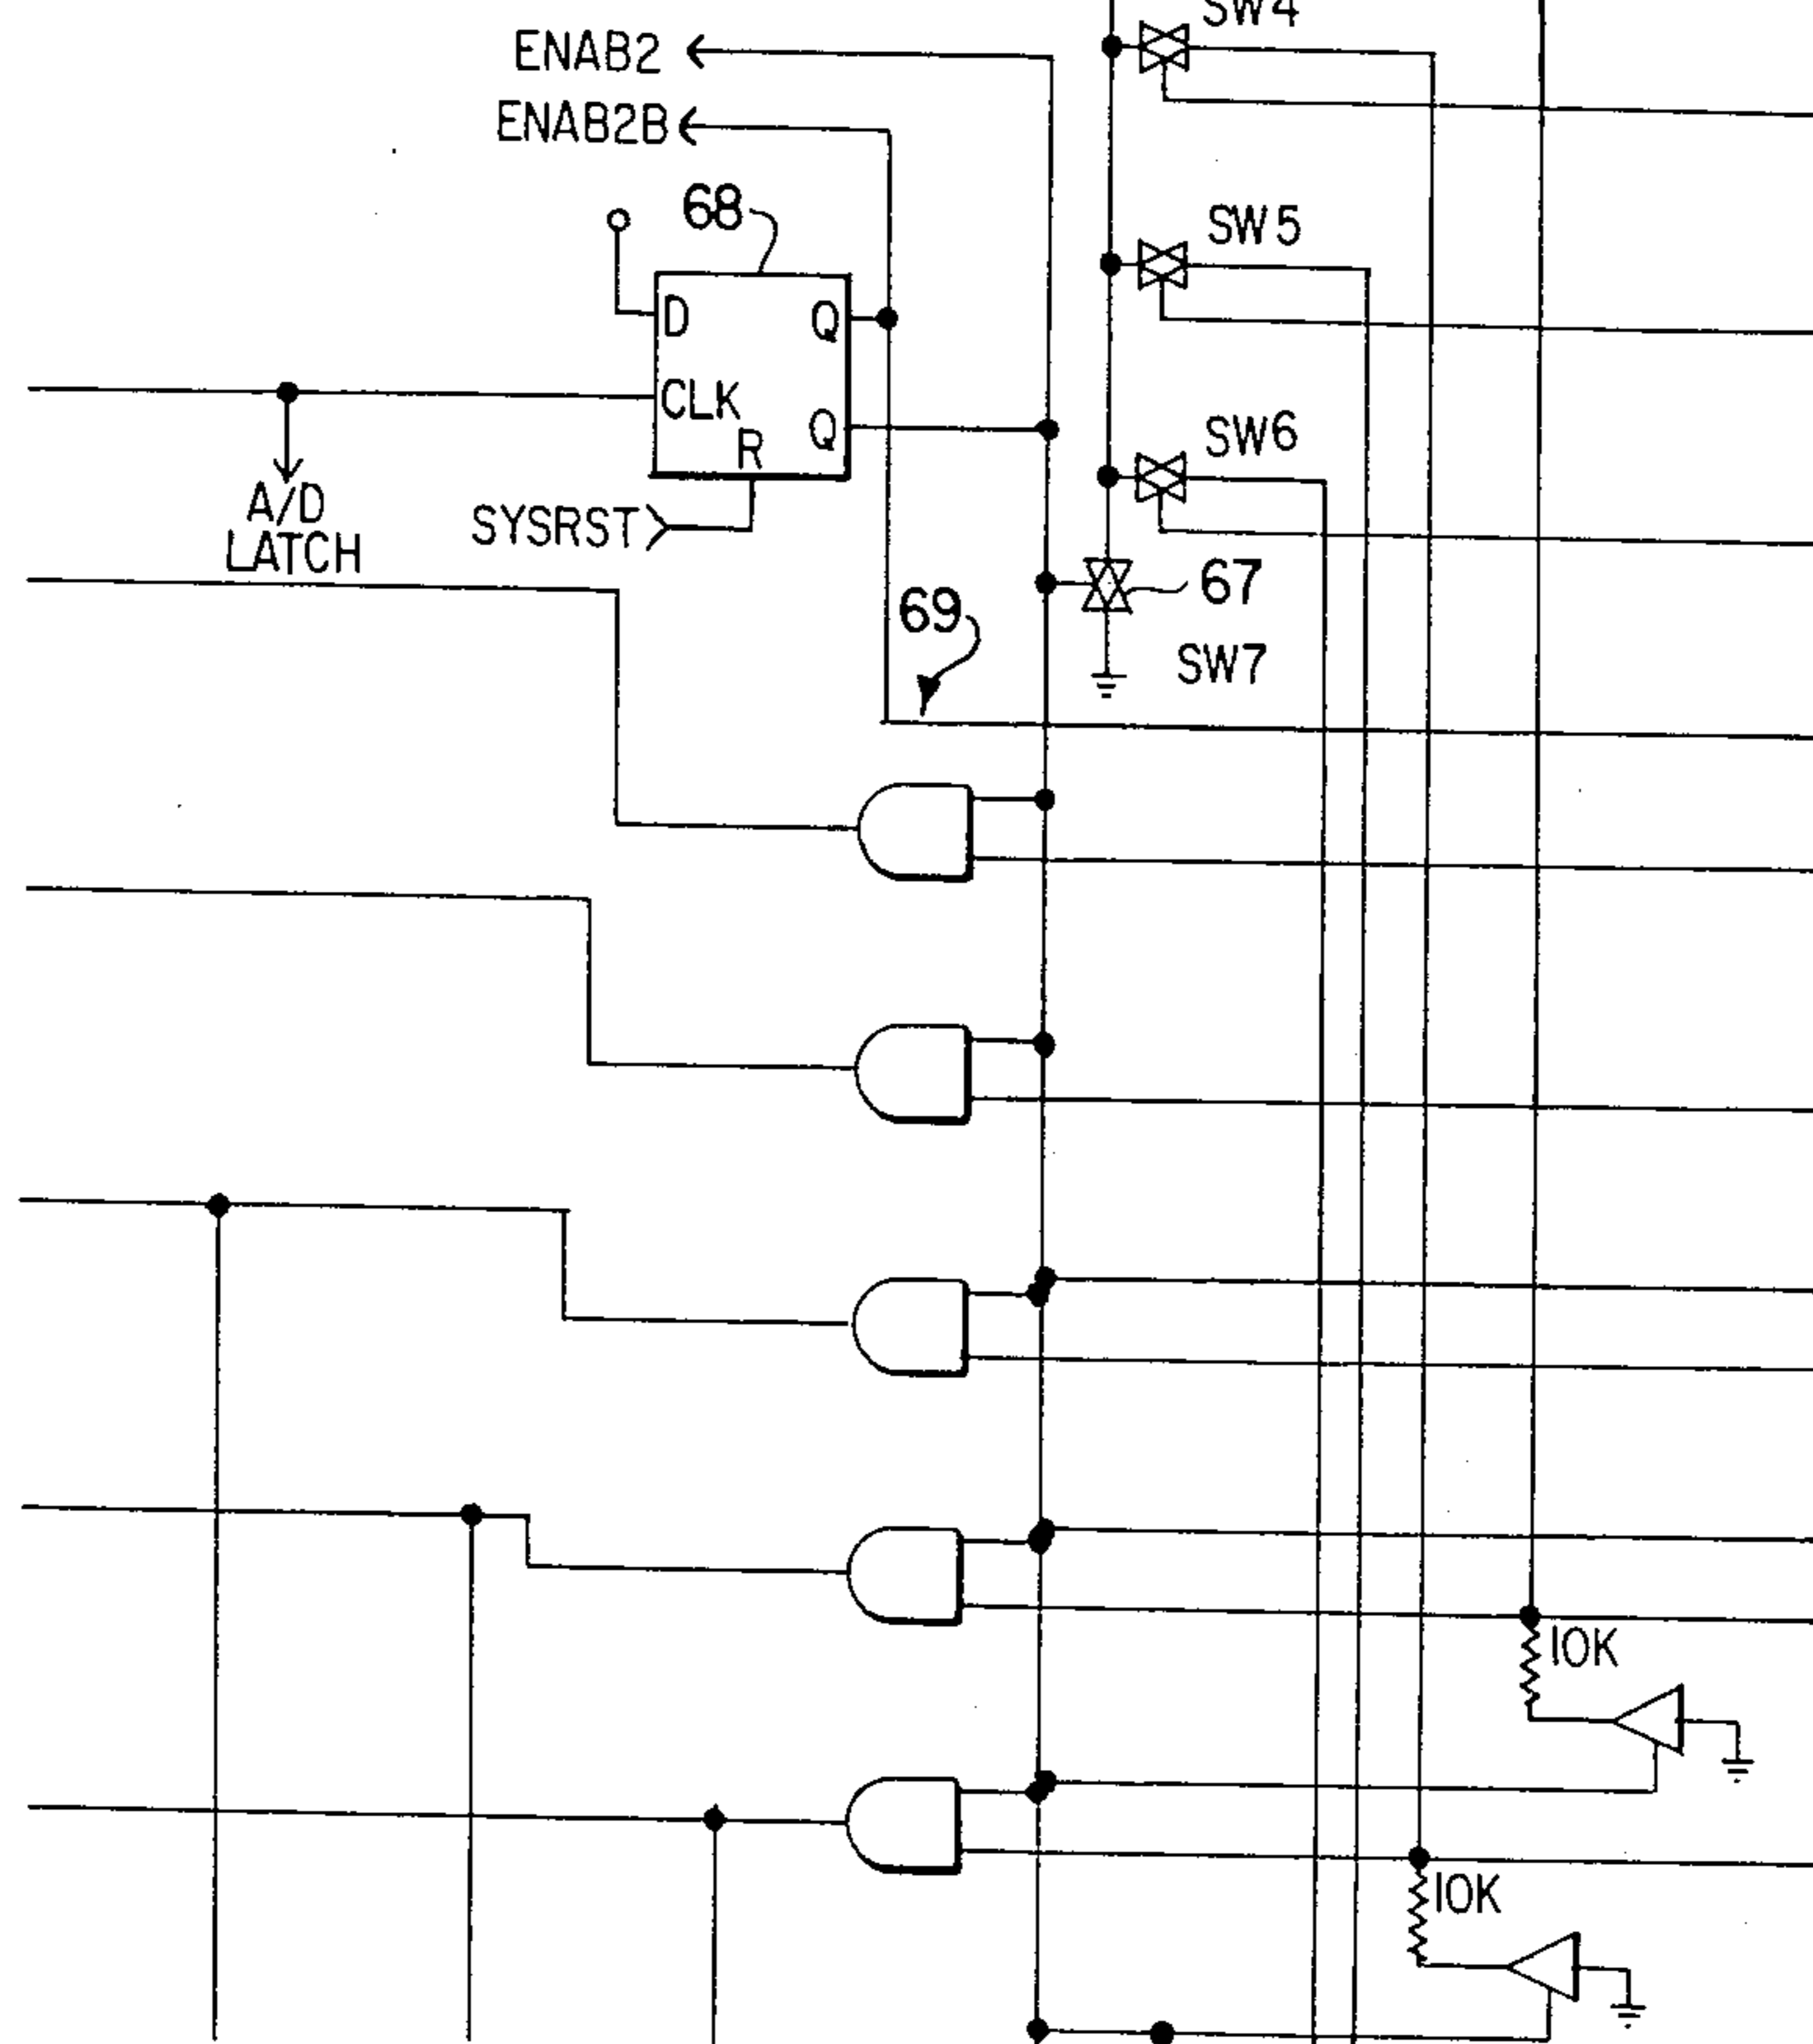 SW4
ENAB2
ENAB2B
68
SW5
D
Q
CLK
Q
R
SW6
A/D
LATCH
SYSRST
67
69
SW7
10K
10K